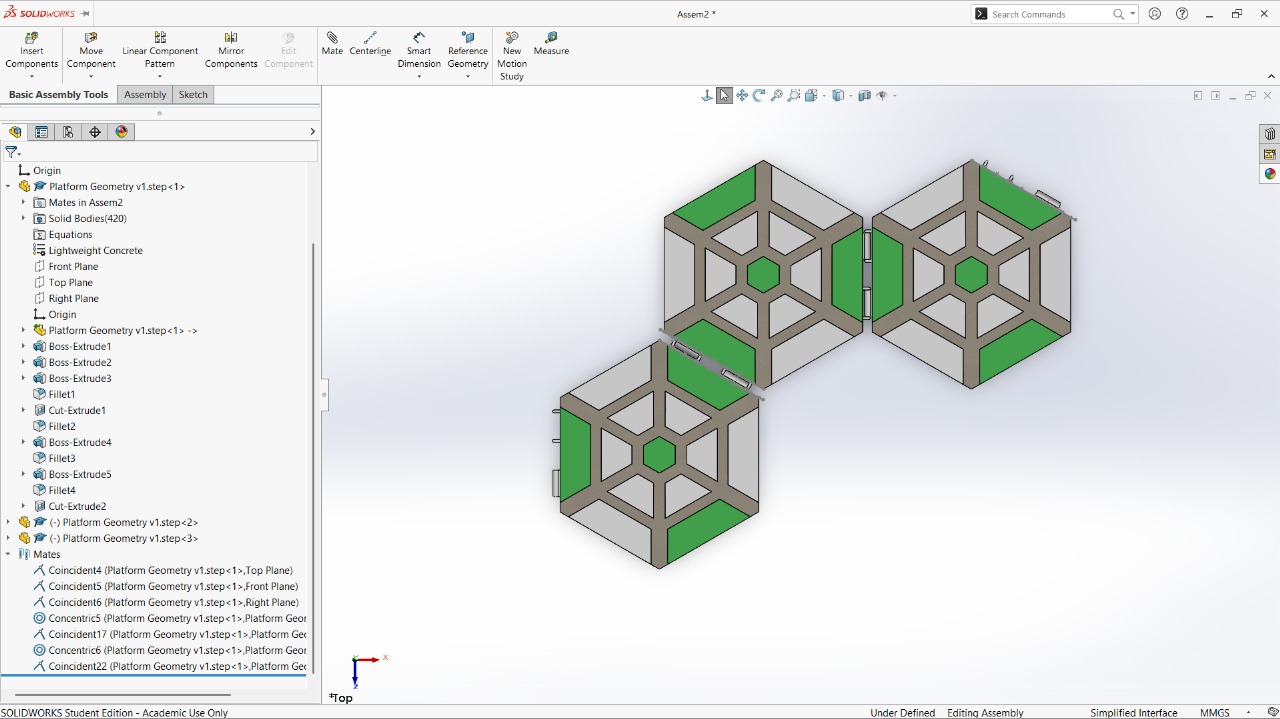 SOLIDWORKS
Assem2 *
Search Commands
Insert Components
Move Component
Linear Component Pattern
Mirror Components
Edit Component
Mate
Centerline
Smart Dimension
Reference Geometry
New Motion Study
Measure
Basic Assembly Tools
Assembly
Sketch
Origin
Platform Geometry v1.step<1>
Mates in Assem2
Solid Bodies(420)
Equations
Lightweight Concrete
Front Plane
Top Plane
Right Plane
Origin
Platform Geometry v1.step<1> ->
Boss-Extrude1
Boss-Extrude2
Boss-Extrude3
Fillet1
Cut-Extrude1
Fillet2
Boss-Extrude4
Fillet3
Boss-Extrude5
Fillet4
Cut-Extrude2
(-) Platform Geometry v1.step<2>
(-) Platform Geometry v1.step<3>
Mates
Coincident4 (Platform Geometry v1.step<1>,Top Plane)
Coincident5 (Platform Geometry v1.step<1>,Front Plane)
Coincident6 (Platform Geometry v1.step<1>,Right Plane)
Concentric5 (Platform Geometry v1.step<1>,Platform Geor
Coincident17 (Platform Geometry v1.step<1>,Platform Geo
Concentric6 (Platform Geometry v1.step<1>,Platform Geor
Coincident22 (Platform Geometry v1.step<1>,Platform Geo
X
Z
*Top
SOLIDWORKS Student Edition - Academic Use Only
Under Defined
Editing Assembly
Simplified Interface
MMGS